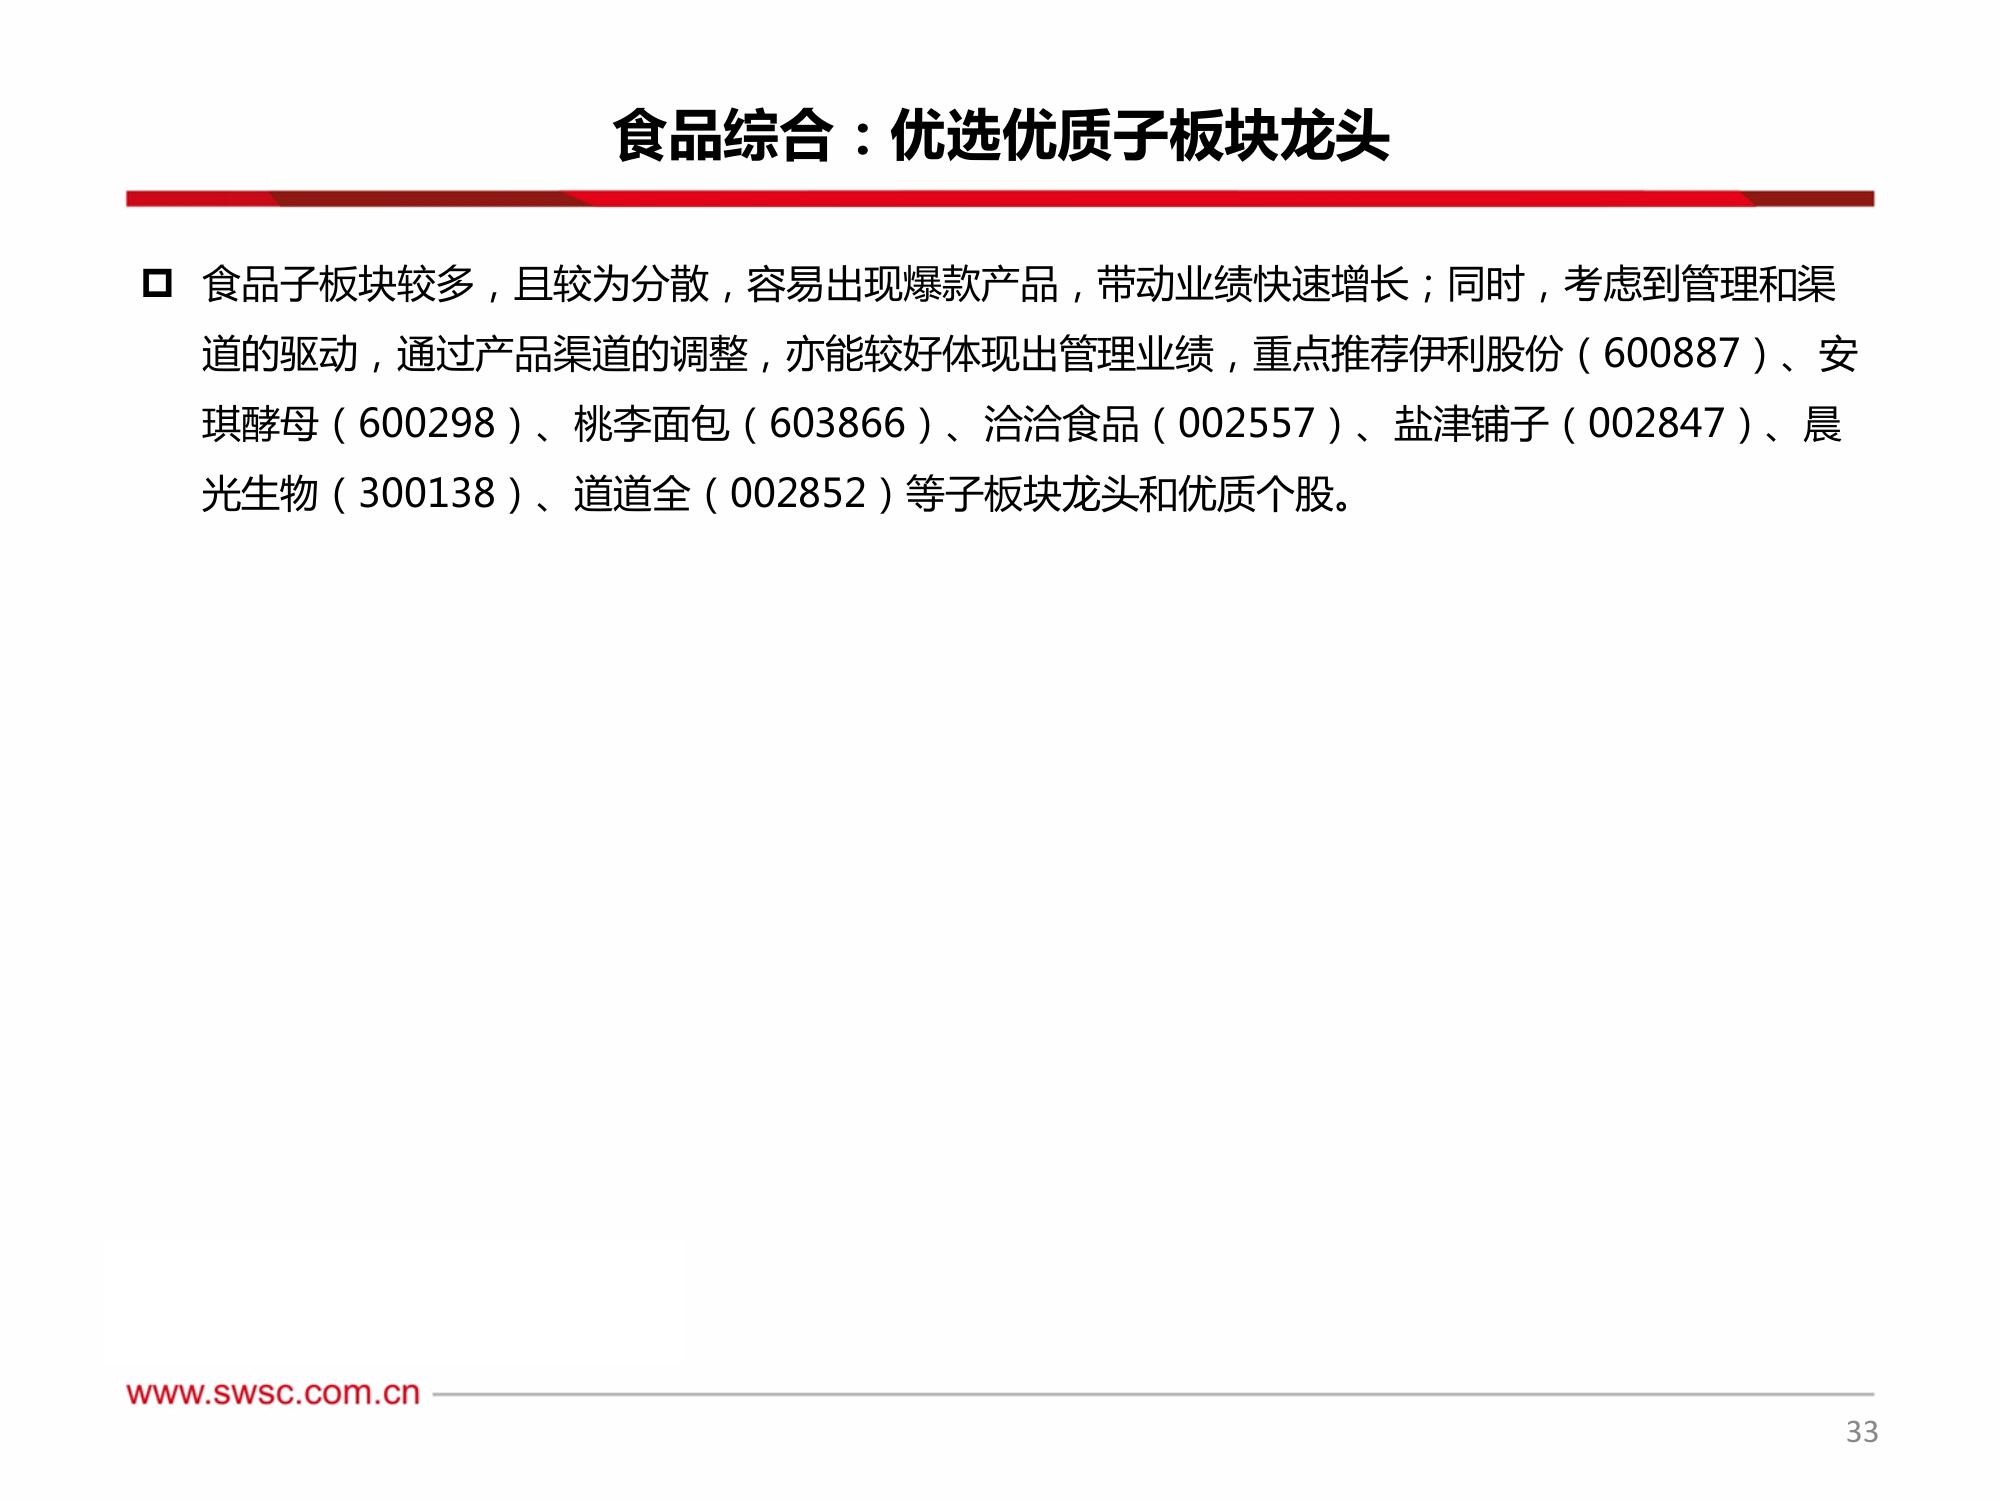 食品综合：优选优质子板块龙头
食品子板块较多，且较为分散，容易出现爆款产品，带动业绩快速增长；同时，考虑到管理和渠
道的驱动，通过产品渠道的调整，亦能较好体现出管理业绩，重点推荐伊利股份（600887）、安
琪酵母（600298）、桃李面包（603866）、洽洽食品（002557）、盐津铺子（002847）、晨
光生物（300138）、道道全（002852）等子板块龙头和优质个股。
www.swsc.com.cn
33